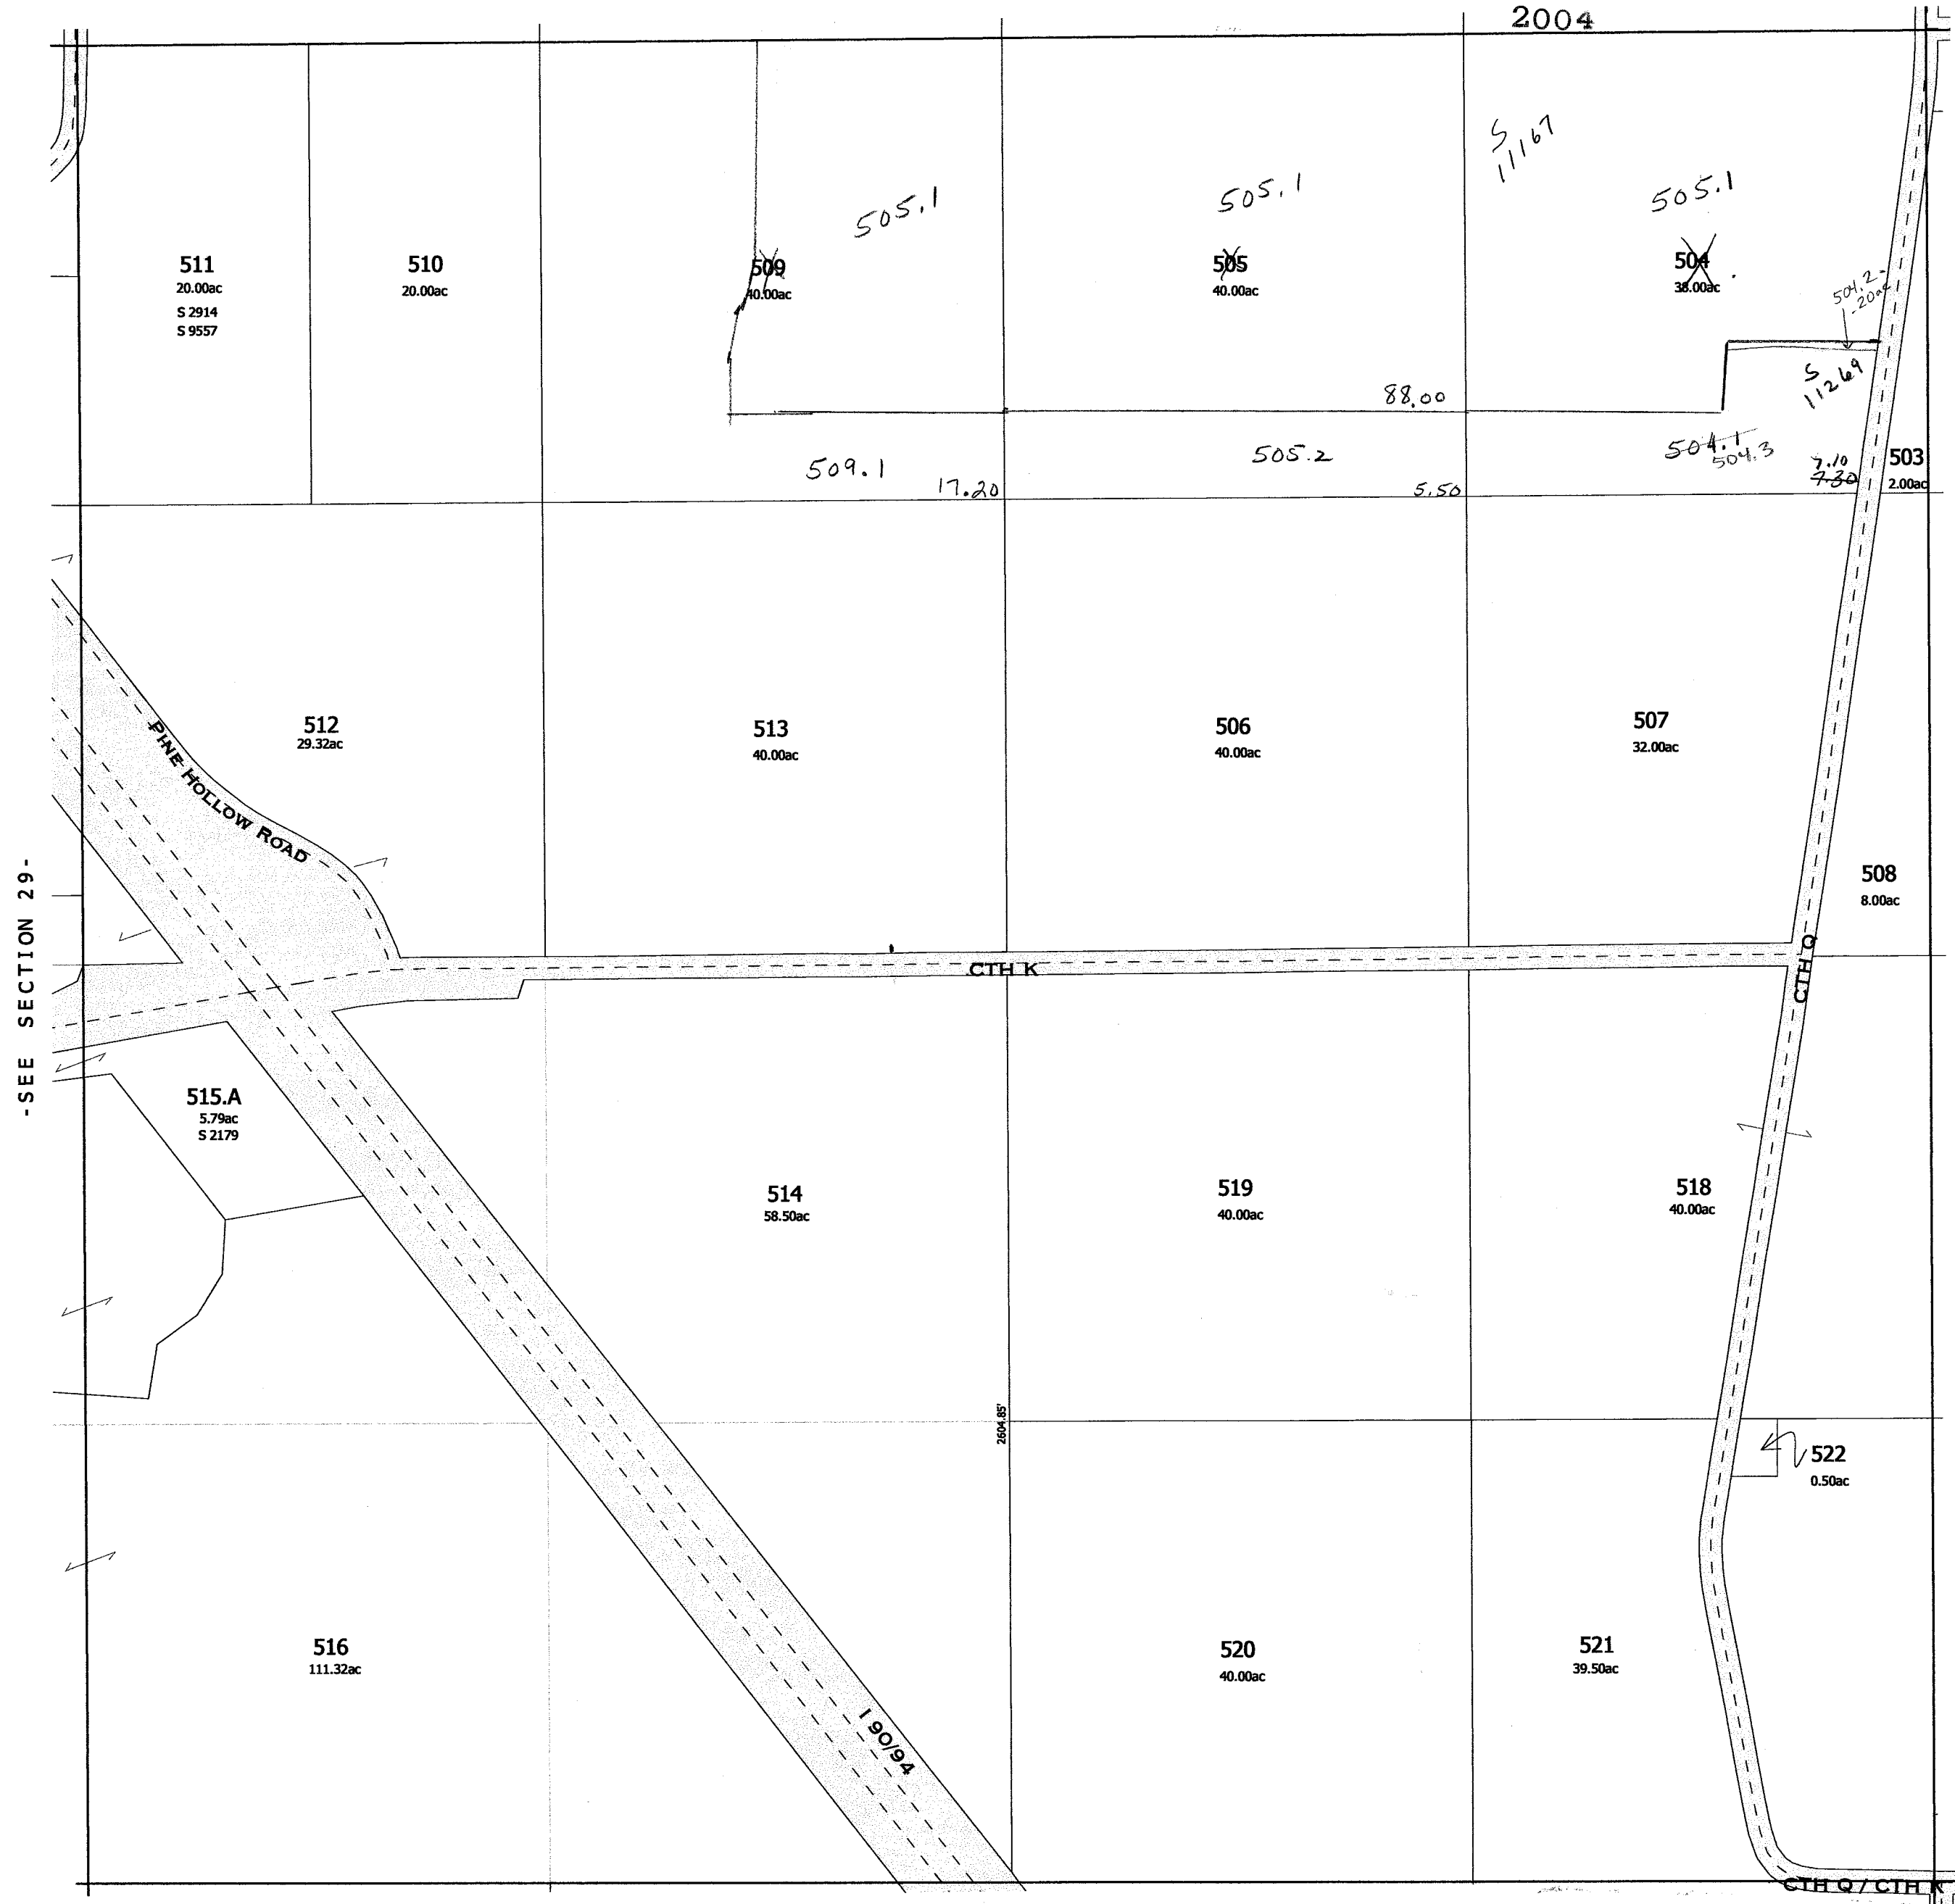 2004
S
11167
505.1
505.1
505.1
511
20.00ac
S 2914
S 9557
510
20.00ac
509
40.00ac
505
40.00ac
504
38.00ac
504.2-
.20ac
S
11269
88.00
509.1
17.20
505.2
5.50
504.1
504.3
7.10
7.30
503
2.00ac
512
29.32ac
513
40.00ac
506
40.00ac
507
32.00ac
PINE HOLLOW ROAD
508
8.00ac
-SEE SECTION 29-
CTH K
CTH Q
515.A
5.79ac
S 2179
514
58.50ac
519
40.00ac
518
40.00ac
2604.85'
522
0.50ac
516
111.32ac
520
40.00ac
521
39.50ac
I 90/94
CTH Q / CTH K